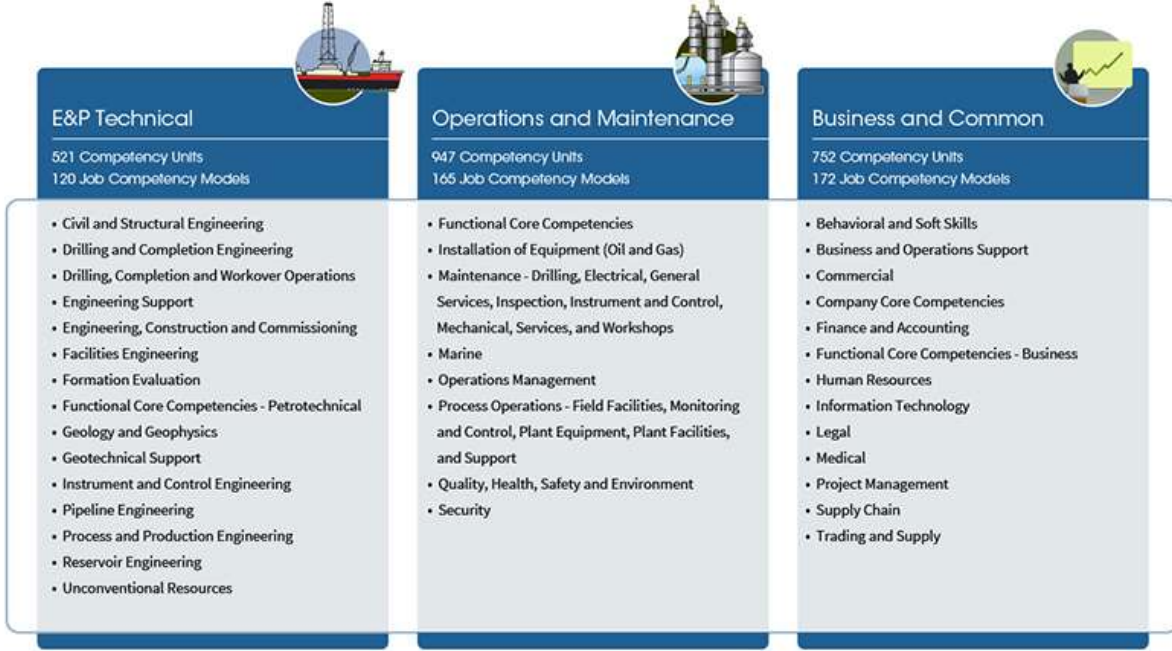 E&P Technical
521 Competency Units
120 Job Competency Models
• Civil and Structural Engineering
• Drilling and Completion Engineering
• Drilling, Completion and Workover Operations
• Engineering Support
• Engineering, Construction and Commissioning
• Facilities Engineering
• Formation Evaluation
• Functional Core Competencies - Petrotechnical
• Geology and Geophysics
• Geotechnical Support
• Instrument and Control Engineering
• Pipeline Engineering
• Process and Production Engineering
• Reservoir Engineering
• Unconventional Resources
Operations and Maintenance
947 Competency Units
165 Job Competency Models
• Functional Core Competencies
• Installation of Equipment (Oil and Gas)
• Maintenance - Drilling, Electrical, General
Services, Inspection, Instrument and Control,
Mechanical, Services, and Workshops
• Marine
• Operations Management
• Process Operations - Field Facilities, Monitoring
and Control, Plant Equipment, Plant Facilities,
and Support
• Quality, Health, Safety and Environment
• Security
Business and Common
752 Competency Units
172 Job Competency Models
• Behavioral and Soft Skills
• Business and Operations Support
• Commercial
• Company Core Competencies
• Finance and Accounting
• Functional Core Competencies - Business
• Human Resources
• Information Technology
• Legal
• Medical
• Project Management
• Supply Chain
• Trading and Supply